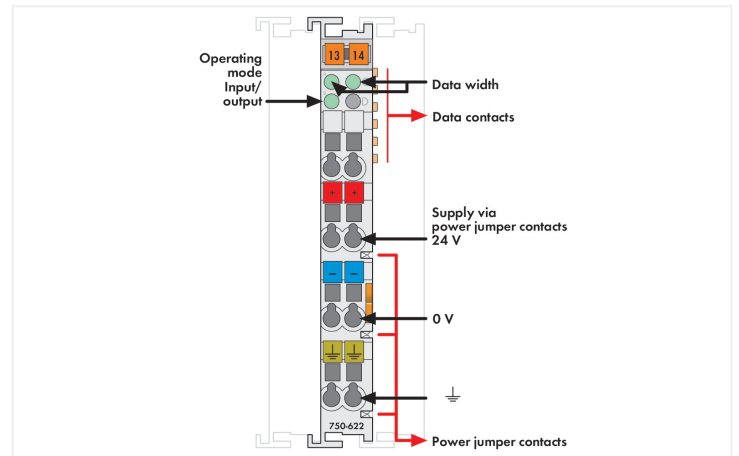 13 14
Operating
mode
Input/
output
Data width
Data contacts
+ +
Supply via
power jumper contacts
24 V
– –
0 V
750-622
Power jumper contacts